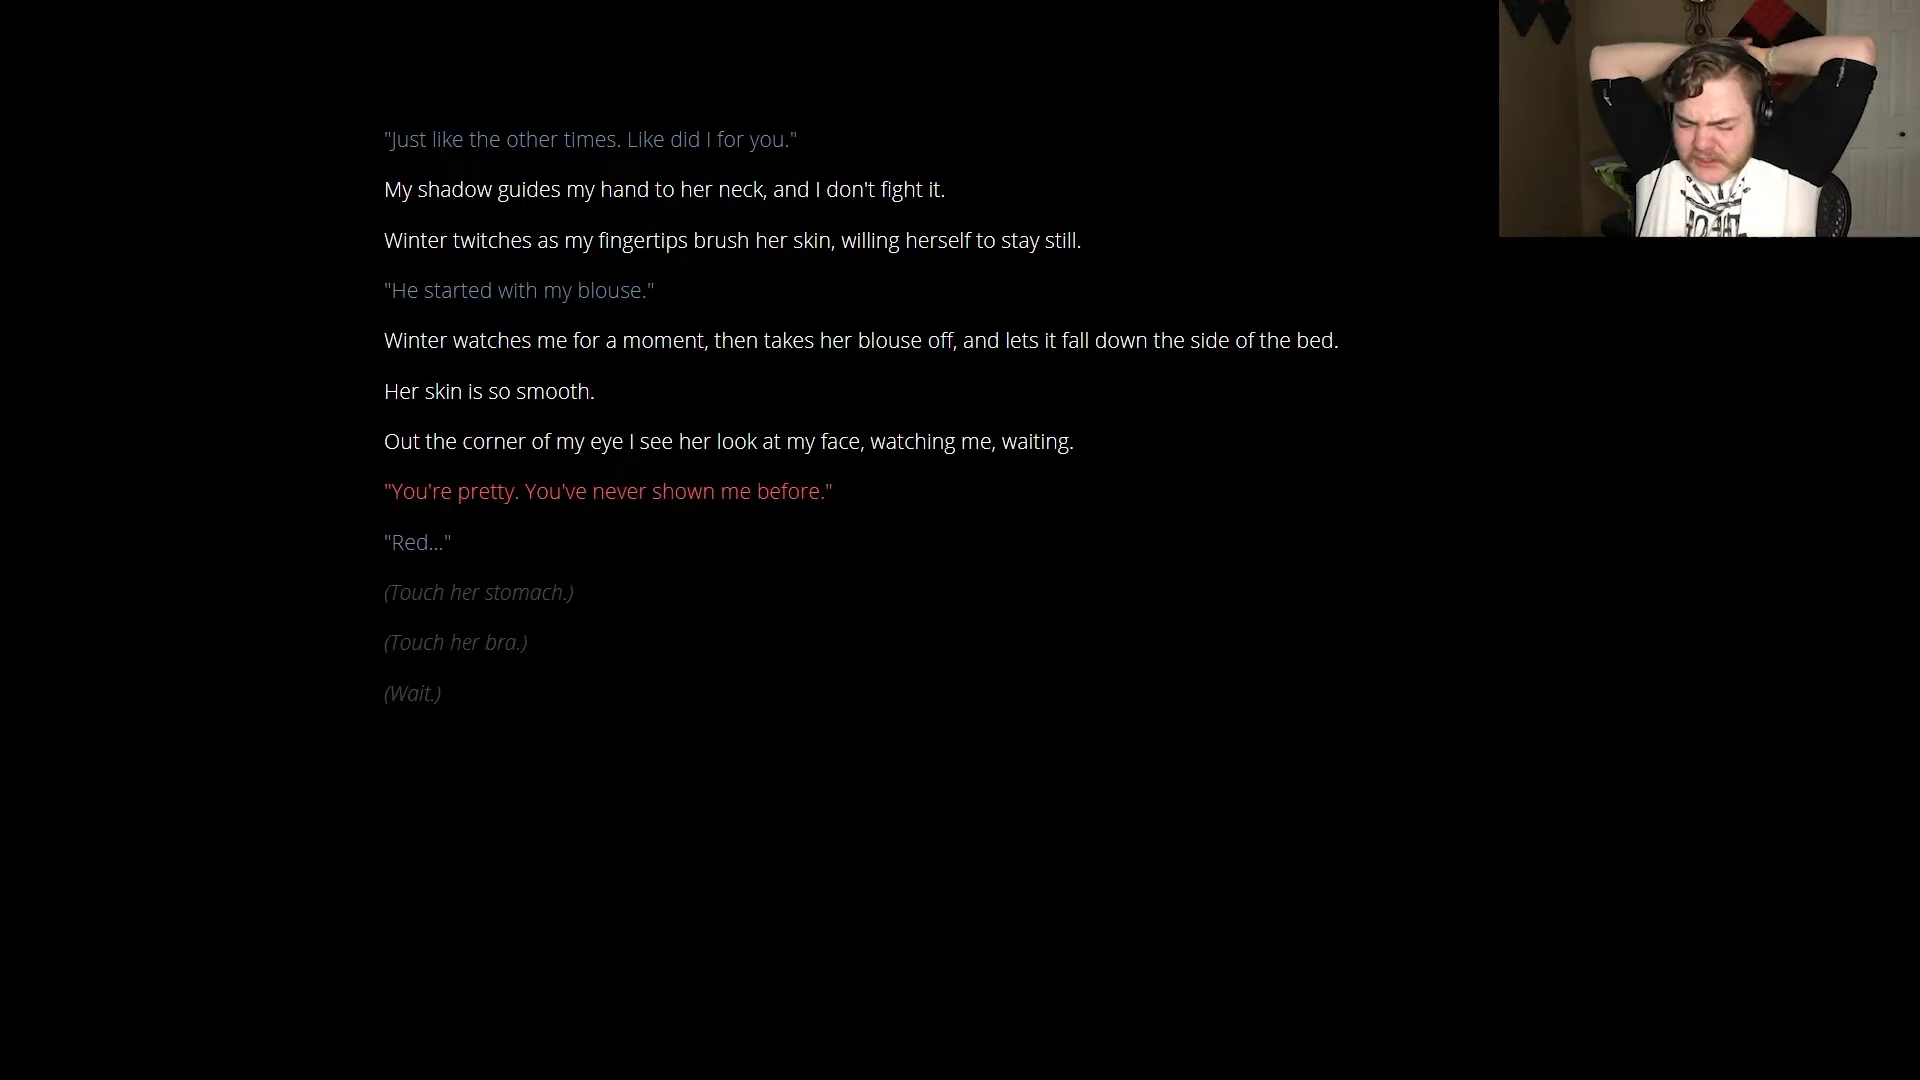 "Just like the other times. Like did I for you."
My shadow guides my hand to her neck, and I don't fight it.
Winter twitches as my fingertips brush her skin, willing herself to stay still.
"He started with my blouse."
Winter watches me for a moment, then takes her blouse off, and lets it fall down the side of the bed.
Her skin is so smooth.
Out the corner of my eye I see her look at my face, watching me, waiting.
"You're pretty. You've never shown me before."
"Red..."
(Touch her stomach.)
(Touch her bra.)
(Wait.)